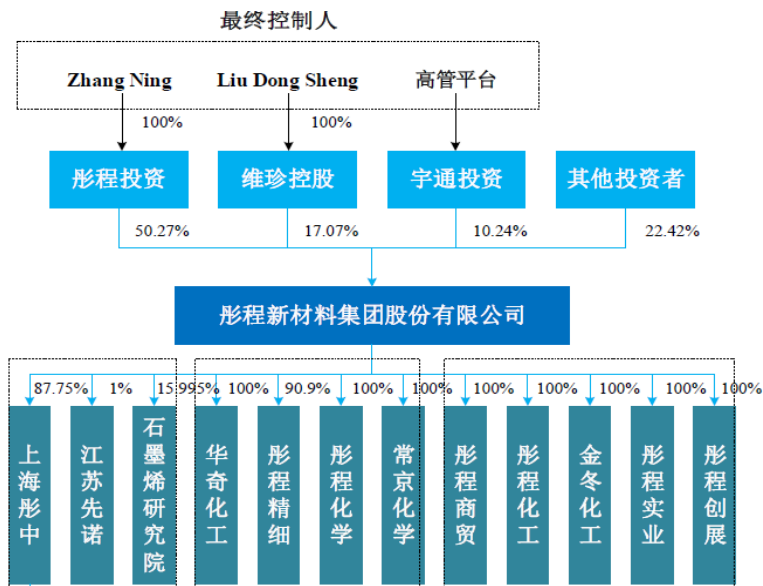 最终控制人
Zhang Ning
Liu Dong Sheng
高管平台
100%
100%
彤程投资
维珍控股
宇通投资
其他投资者
50.27%
17.07%
10.24%
22.42%
彤程新材料集团股份有限公司
87.75%
1%
15.995%
100%
90.9%
100%
100%
100%
100%
100%
100%
100%
上海彤中
江苏先诺
石墨烯研究院
华奇化工
彤程精细
彤程化学
常京化学
彤程商贸
彤程化工
金冬化工
彤程实业
彤程创展